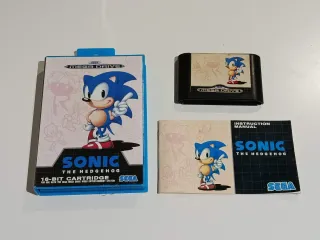 MEGA DRIVE
SONIC
THE HEDGEHOG
16-BIT CARTRIDGE
SEGA
MEGA DRIVE
INSTRUCTION
MANUAL
SONIC
THE HEDGEHOG
SEGA